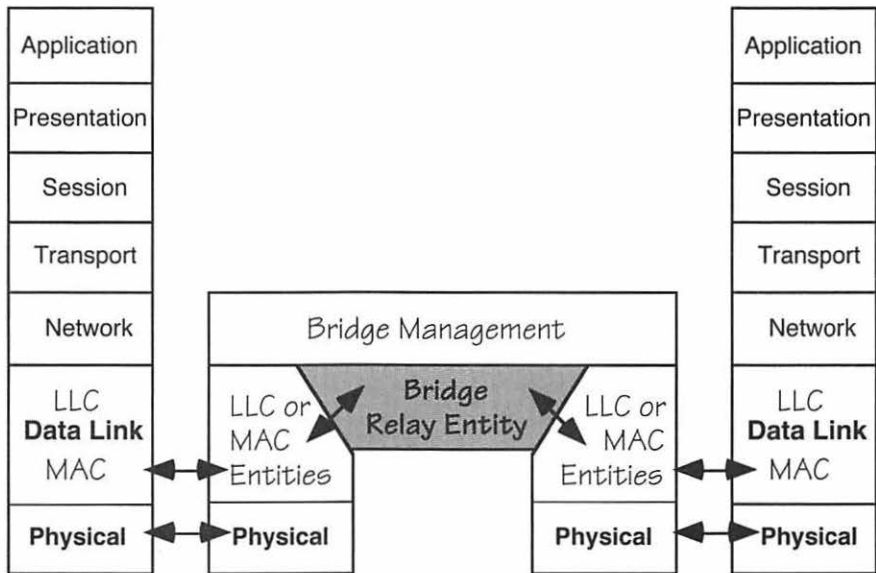 Application
Presentation
Session
Transport
Network
LLC
Data Link
MAC
Physical
Bridge Management
Bridge
Relay Entity
LLC or
MAC
Entities
Physical
LLC or
MAC
Entities
Physical
Application
Presentation
Session
Transport
Network
LLC
Data Link
MAC
Physical